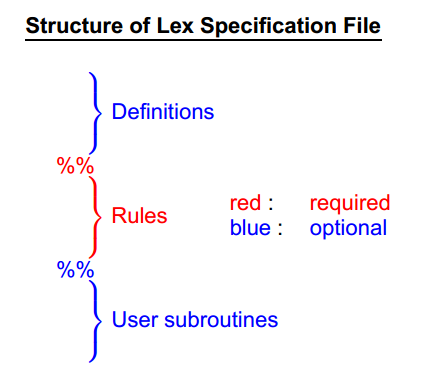 Structure of Lex Specification File
Definitions
%%
Rules
red : required
blue : optional
%%
User subroutines